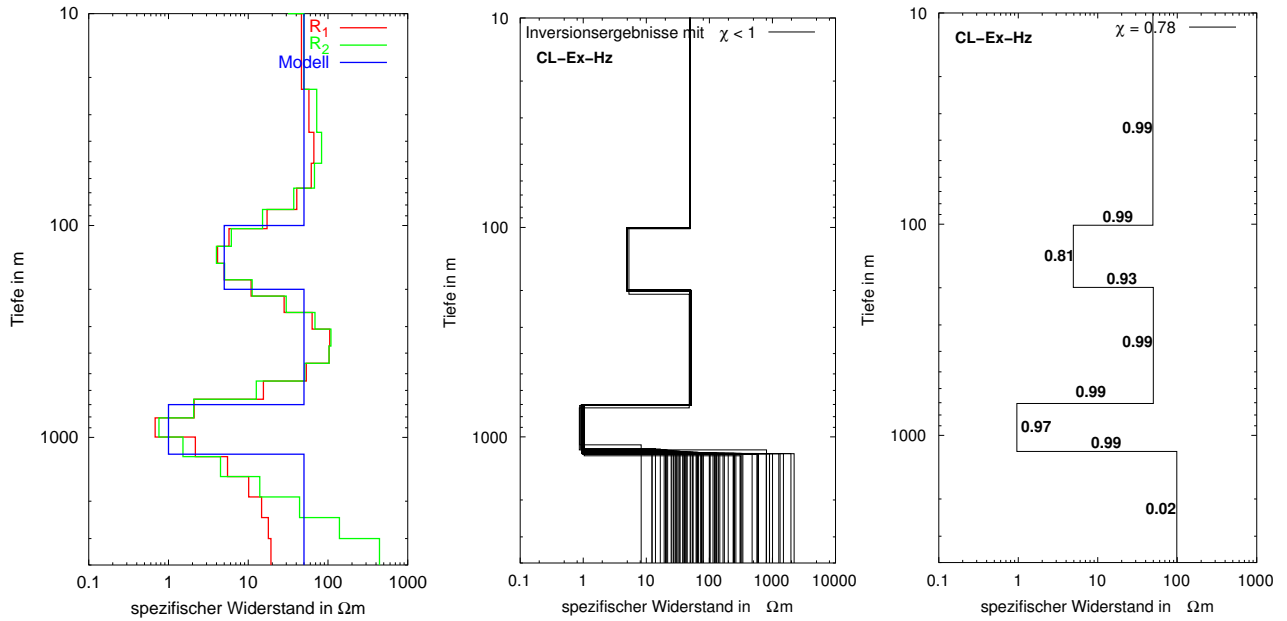 10
100
1000
Tiefe in m
0.1 1 10 100 1000
spezifischer Widerstand in Ωm
R1
R2
Modell
10
100
1000
Tiefe in m
0.1 1 10 100 1000 10000
spezifischer Widerstand in Ωm
Inversionsergebnisse mit χ < 1
CL−Ex−Hz
1
10
100
1000
Tiefe in m
0.1 1 10 100 1000
spezifischer Widerstand in Ωm
χ = 0.78
CL−Ex−Hz
0.99
0.99
0.81
0.93
0.99
0.99
0.97
0.99
0.02